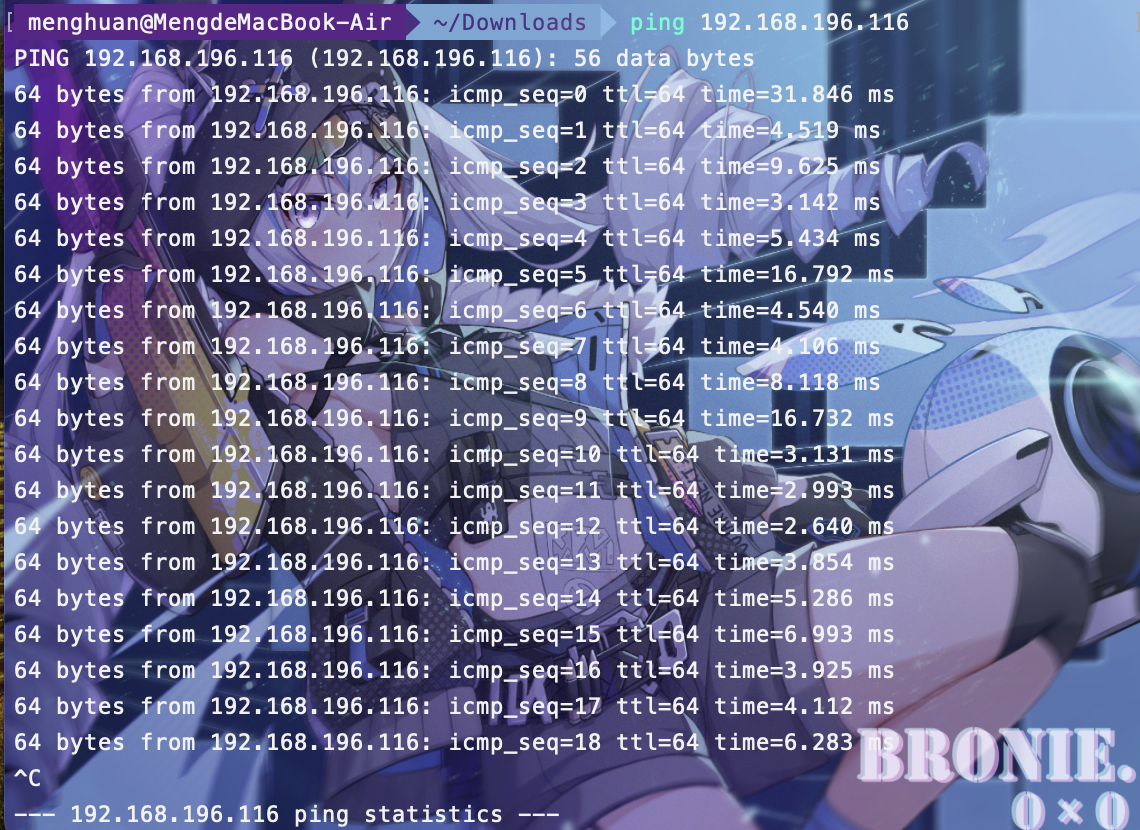 menghuan@MengdeMacBook-Air ~/Downloads ping 192.168.196.116
PING 192.168.196.116 (192.168.196.116): 56 data bytes
64 bytes from 192.168.196.116: icmp_seq=0 ttl=64 time=31.846 ms
64 bytes from 192.168.196.116: icmp_seq=1 ttl=64 time=4.519 ms
64 bytes from 192.168.196.116: icmp_seq=2 ttl=64 time=9.625 ms
64 bytes from 192.168.196.116: icmp_seq=3 ttl=64 time=3.142 ms
64 bytes from 192.168.196.116: icmp_seq=4 ttl=64 time=5.434 ms
64 bytes from 192.168.196.116: icmp_seq=5 ttl=64 time=16.792 ms
64 bytes from 192.168.196.116: icmp_seq=6 ttl=64 time=4.540 ms
64 bytes from 192.168.196.116: icmp_seq=7 ttl=64 time=4.106 ms
64 bytes from 192.168.196.116: icmp_seq=8 ttl=64 time=8.118 ms
64 bytes from 192.168.196.116: icmp_seq=9 ttl=64 time=16.732 ms
64 bytes from 192.168.196.116: icmp_seq=10 ttl=64 time=3.131 ms
64 bytes from 192.168.196.116: icmp_seq=11 ttl=64 time=2.993 ms
64 bytes from 192.168.196.116: icmp_seq=12 ttl=64 time=2.640 ms
64 bytes from 192.168.196.116: icmp_seq=13 ttl=64 time=3.854 ms
64 bytes from 192.168.196.116: icmp_seq=14 ttl=64 time=5.286 ms
64 bytes from 192.168.196.116: icmp_seq=15 ttl=64 time=6.993 ms
64 bytes from 192.168.196.116: icmp_seq=16 ttl=64 time=3.925 ms
64 bytes from 192.168.196.116: icmp_seq=17 ttl=64 time=4.112 ms
64 bytes from 192.168.196.116: icmp_seq=18 ttl=64 time=6.283 ms
^C
--- 192.168.196.116 ping statistics ---
BRONIE.
0×0